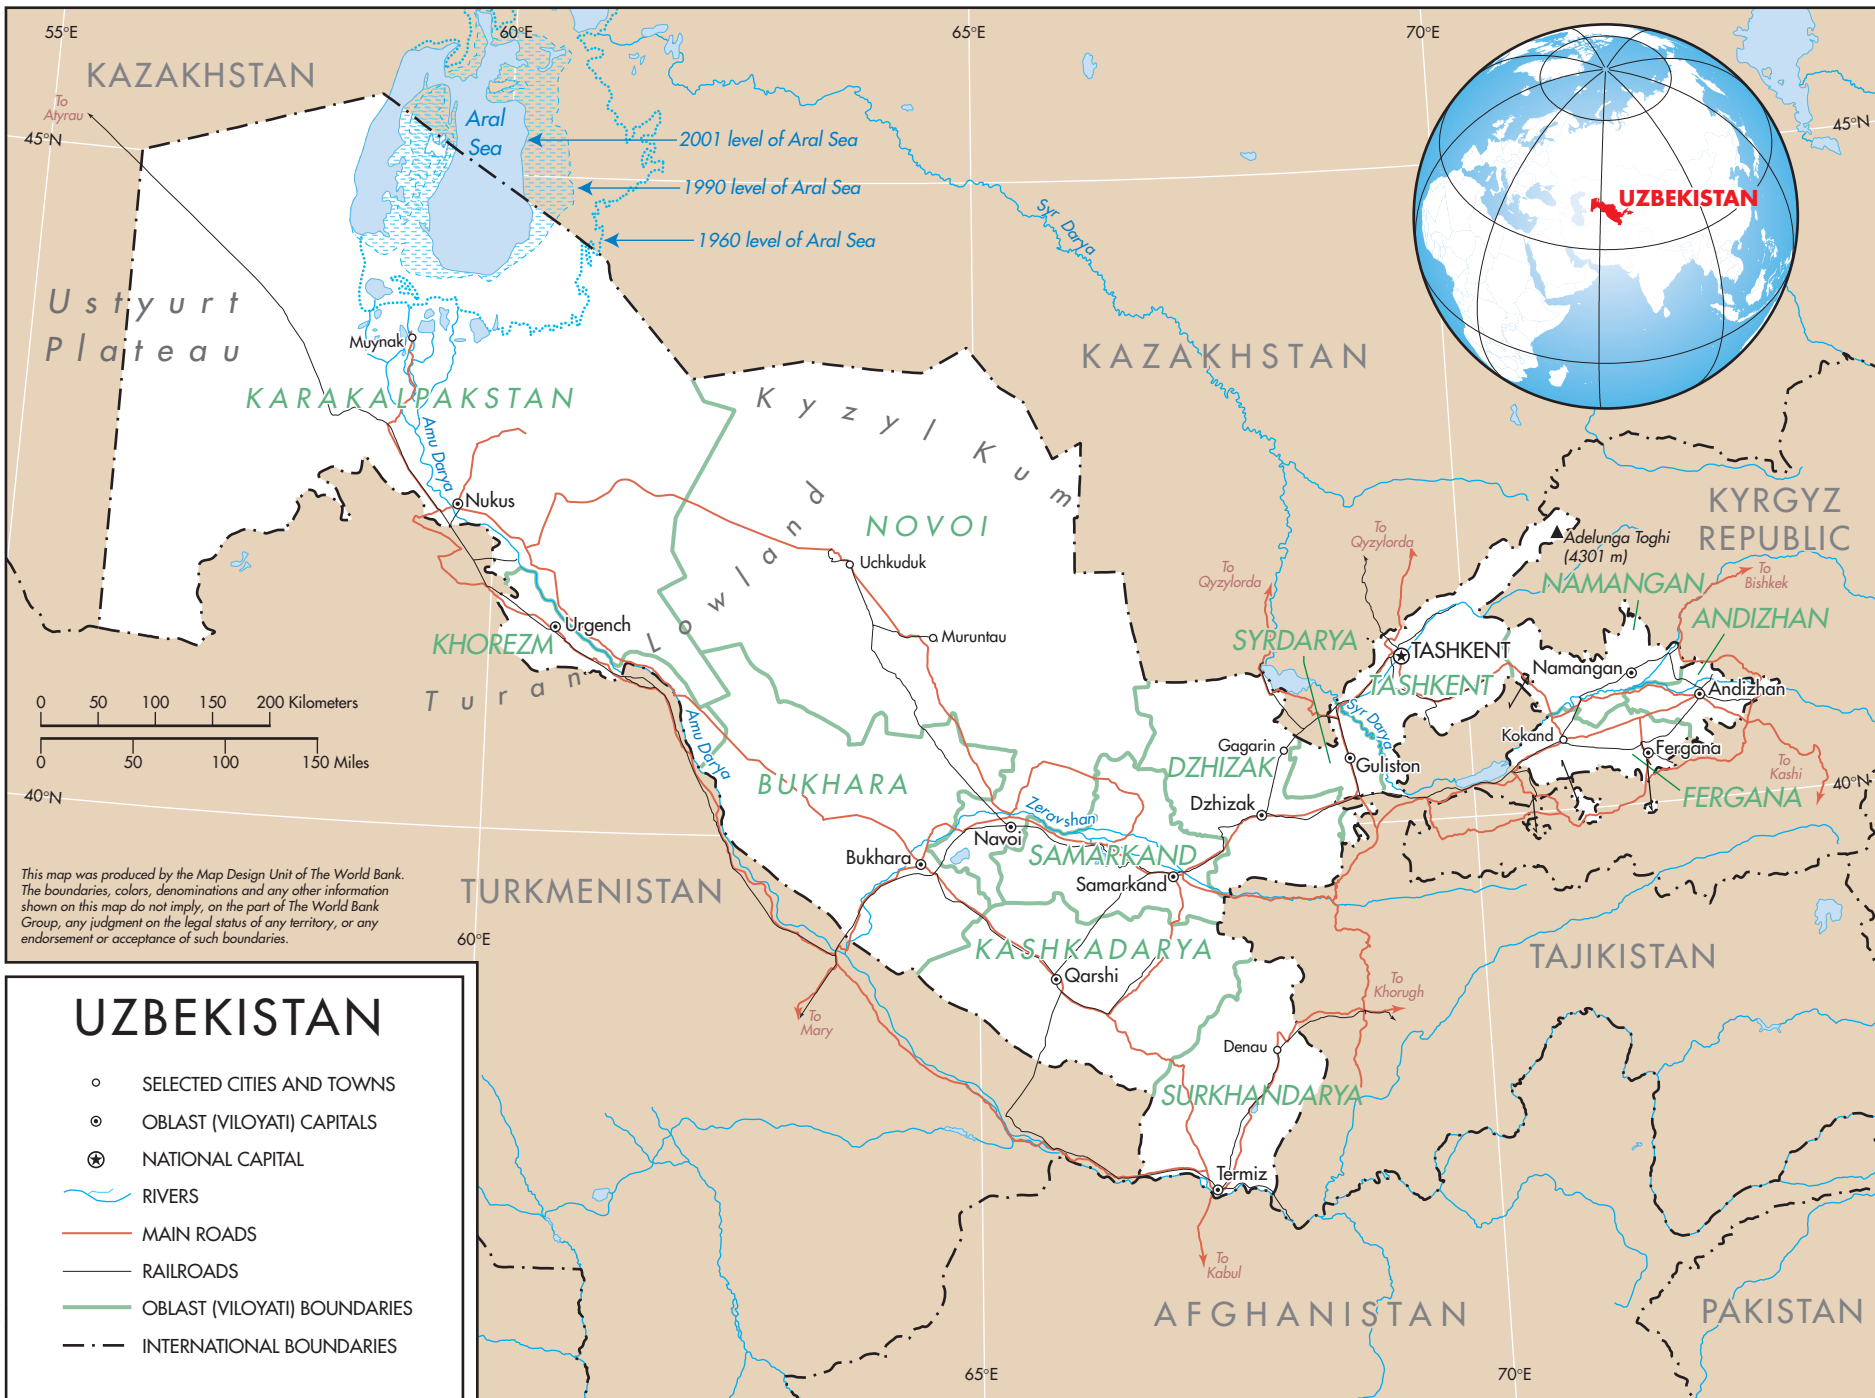 55°E
60°E
65°E
70°E
KAZAKHSTAN
To
Atyrau
45°N
45°N
Aral
Sea
2001 level of Aral Sea
1990 level of Aral Sea
1960 level of Aral Sea
Syr Darya
UZBEKISTAN
Ustyurt
Plateau
Muynak
KARAKALPAKSTAN
KAZAKHSTAN
Kyzyl Kum
Amu Darya
Nukus
NOVOI
KYRGYZ
REPUBLIC
To
Qyzylorda
Adelunga Toghi
(4301 m)
To
Qyzylorda
To
Bishkek
Uchkuduk
NAMANGAN
ANDIZHAN
Urgench
KHOREZM
Turan Lowland
Muruntau
SYRDARYA
TASHKENT
TASHKENT
Namangan
Andizhan
0 50 100 150 200 Kilometers
0 50 100 150 Miles
Amu Darya
Syr Darya
Kokand
Fergana
Gagarin
DZHIZAK
Guliston
To
Kashi
BUKHARA
FERGANA
40°N
40°N
Dzhizak
Zeravshan
Navoi
Bukhara
SAMARKAND
Samarkand
This map was produced by the Map Design Unit of The World Bank.
The boundaries, colors, denominations and any other information
shown on this map do not imply, on the part of The World Bank
Group, any judgment on the legal status of any territory, or any
endorsement or acceptance of such boundaries.
TURKMENISTAN
60°E
KASHKADARYA
Qarshi
TAJIKISTAN
To
Khorugh
To
Mary
Denau
SURKHANDARYA
Termiz
To
Kabul
AFGHANISTAN
PAKISTAN
65°E
70°E
UZBEKISTAN
SELECTED CITIES AND TOWNS
OBLAST (VILOYATI) CAPITALS
NATIONAL CAPITAL
RIVERS
MAIN ROADS
RAILROADS
OBLAST (VILOYATI) BOUNDARIES
INTERNATIONAL BOUNDARIES